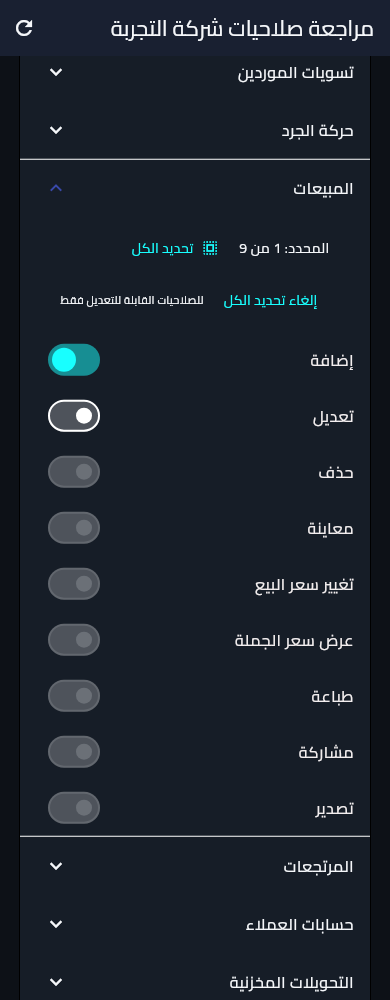 مراجعة صلاحيات شركة التجربة
تسويات الموردين
حركة الجرد
المبيعات
المحدد: 1 من 9 تحديد الكل
إلغاء تحديد الكل للصلاحيات القابلة للتعديل فقط
إضافة
تعديل
حذف
معاينة
تغيير سعر البيع
عرض سعر الجملة
طباعة
مشاركة
تصدير
المرتجعات
حسابات العملاء
التحويلات المخزنية